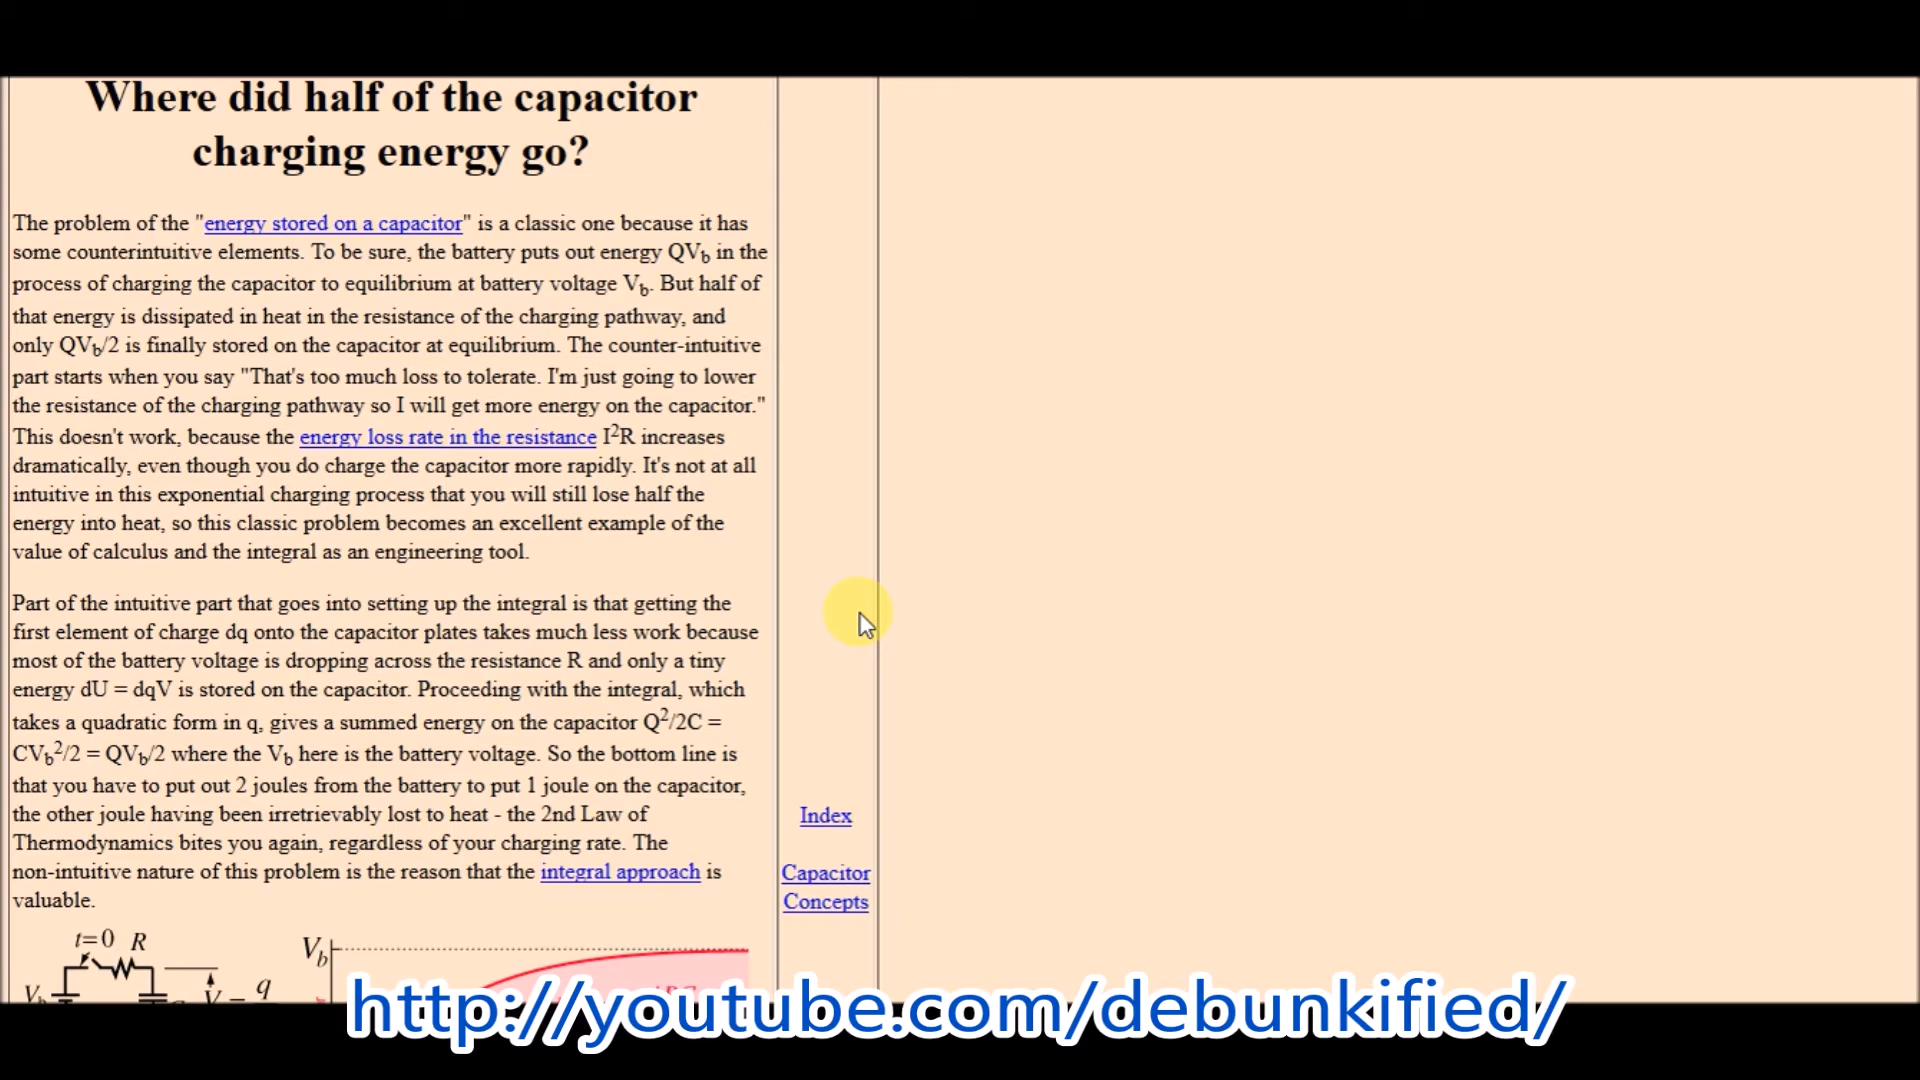 Where did half of the capacitor
charging energy go?
The problem of the "energy stored on a capacitor" is a classic one because it has
some counterintuitive elements. To be sure, the battery puts out energy QVb in the
process of charging the capacitor to equilibrium at battery voltage Vb. But half of
that energy is dissipated in heat in the resistance of the charging pathway, and
only QVb/2 is finally stored on the capacitor at equilibrium. The counter-intuitive
part starts when you say "That's too much loss to tolerate. I'm just going to lower
the resistance of the charging pathway so I will get more energy on the capacitor."
This doesn't work, because the energy loss rate in the resistance I²R increases
dramatically, even though you do charge the capacitor more rapidly. It's not at all
intuitive in this exponential charging process that you will still lose half the
energy into heat, so this classic problem becomes an excellent example of the
value of calculus and the integral as an engineering tool.
Part of the intuitive part that goes into setting up the integral is that getting the
first element of charge dq onto the capacitor plates takes much less work because
most of the battery voltage is dropping across the resistance R and only a tiny
energy dU = dqV is stored on the capacitor. Proceeding with the integral, which
takes a quadratic form in q, gives a summed energy on the capacitor Q²/2C =
CVb²/2 = QVb/2 where the Vb here is the battery voltage. So the bottom line is
that you have to put out 2 joules from the battery to put 1 joule on the capacitor,
the other joule having been irretrievably lost to heat - the 2nd Law of
Thermodynamics bites you again, regardless of your charging rate. The
non-intuitive nature of this problem is the reason that the integral approach is
valuable.
Index
Capacitor
Concepts
t=0 R
Vb
q
http://youtube.com/debunkified/